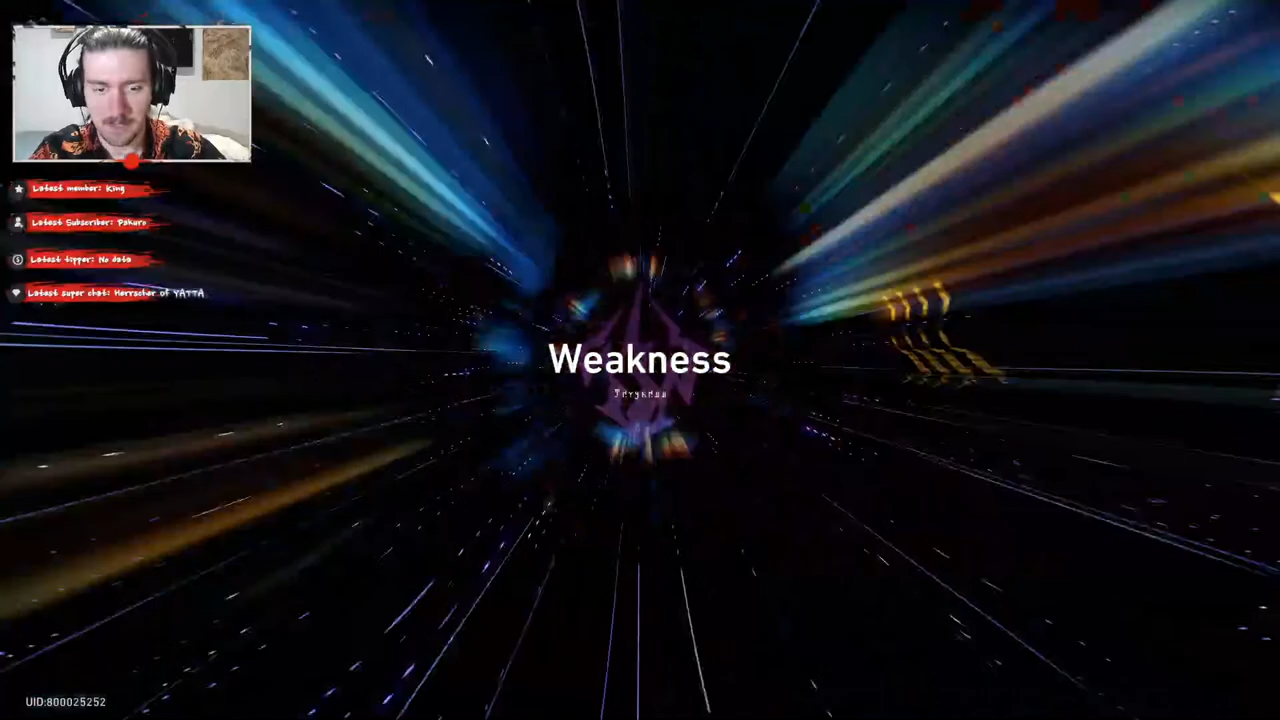 Latest member: King
Latest Subscriber: Pakuro
Latest tipper: No data
Latest super chat: Herrscher of YATTA
Weakness
UID:800025252